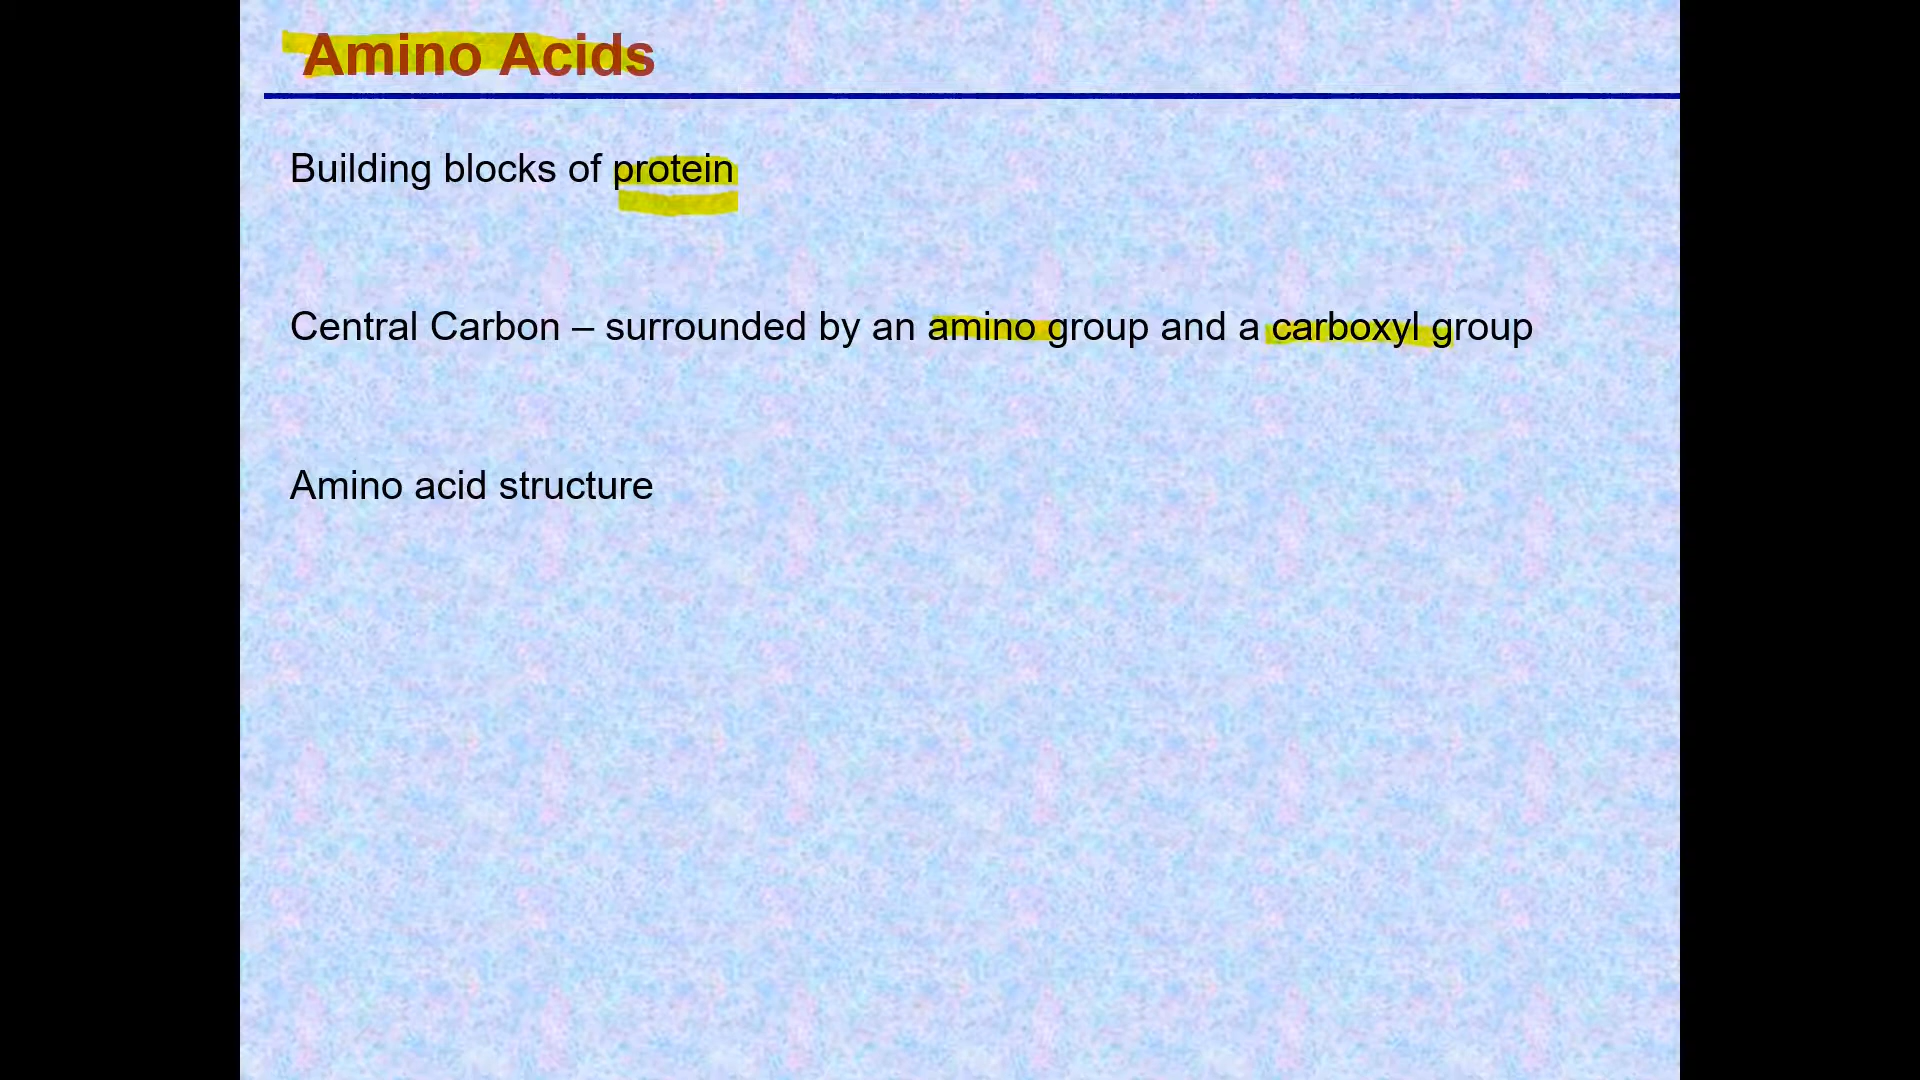 Amino Acids
Building blocks of protein
Central Carbon – surrounded by an amino group and a carboxyl group
Amino acid structure